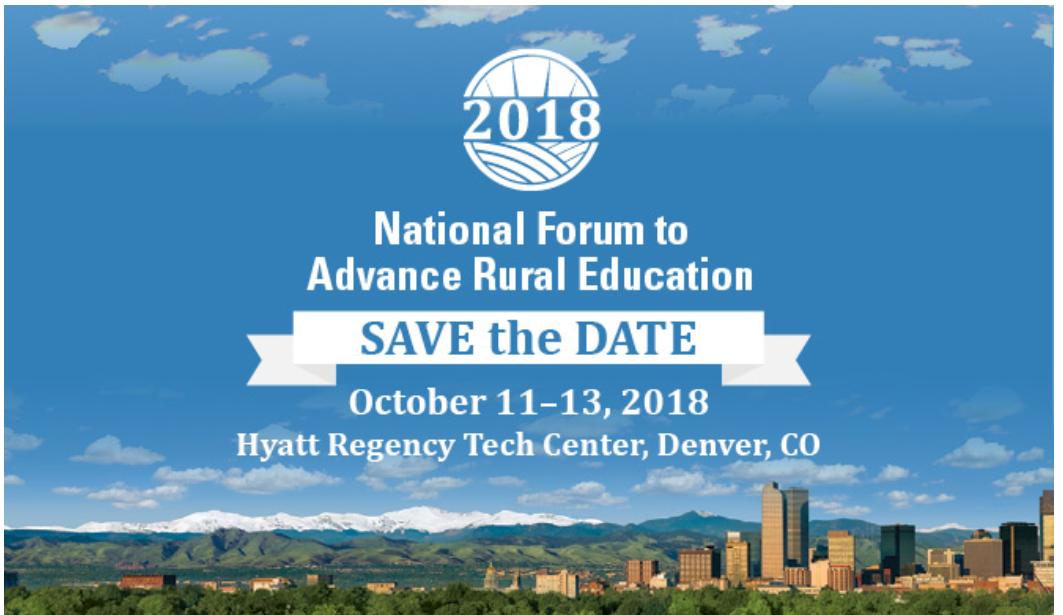 2018
National Forum to
Advance Rural Education
SAVE the DATE
October 11–13, 2018
Hyatt Regency Tech Center, Denver, CO